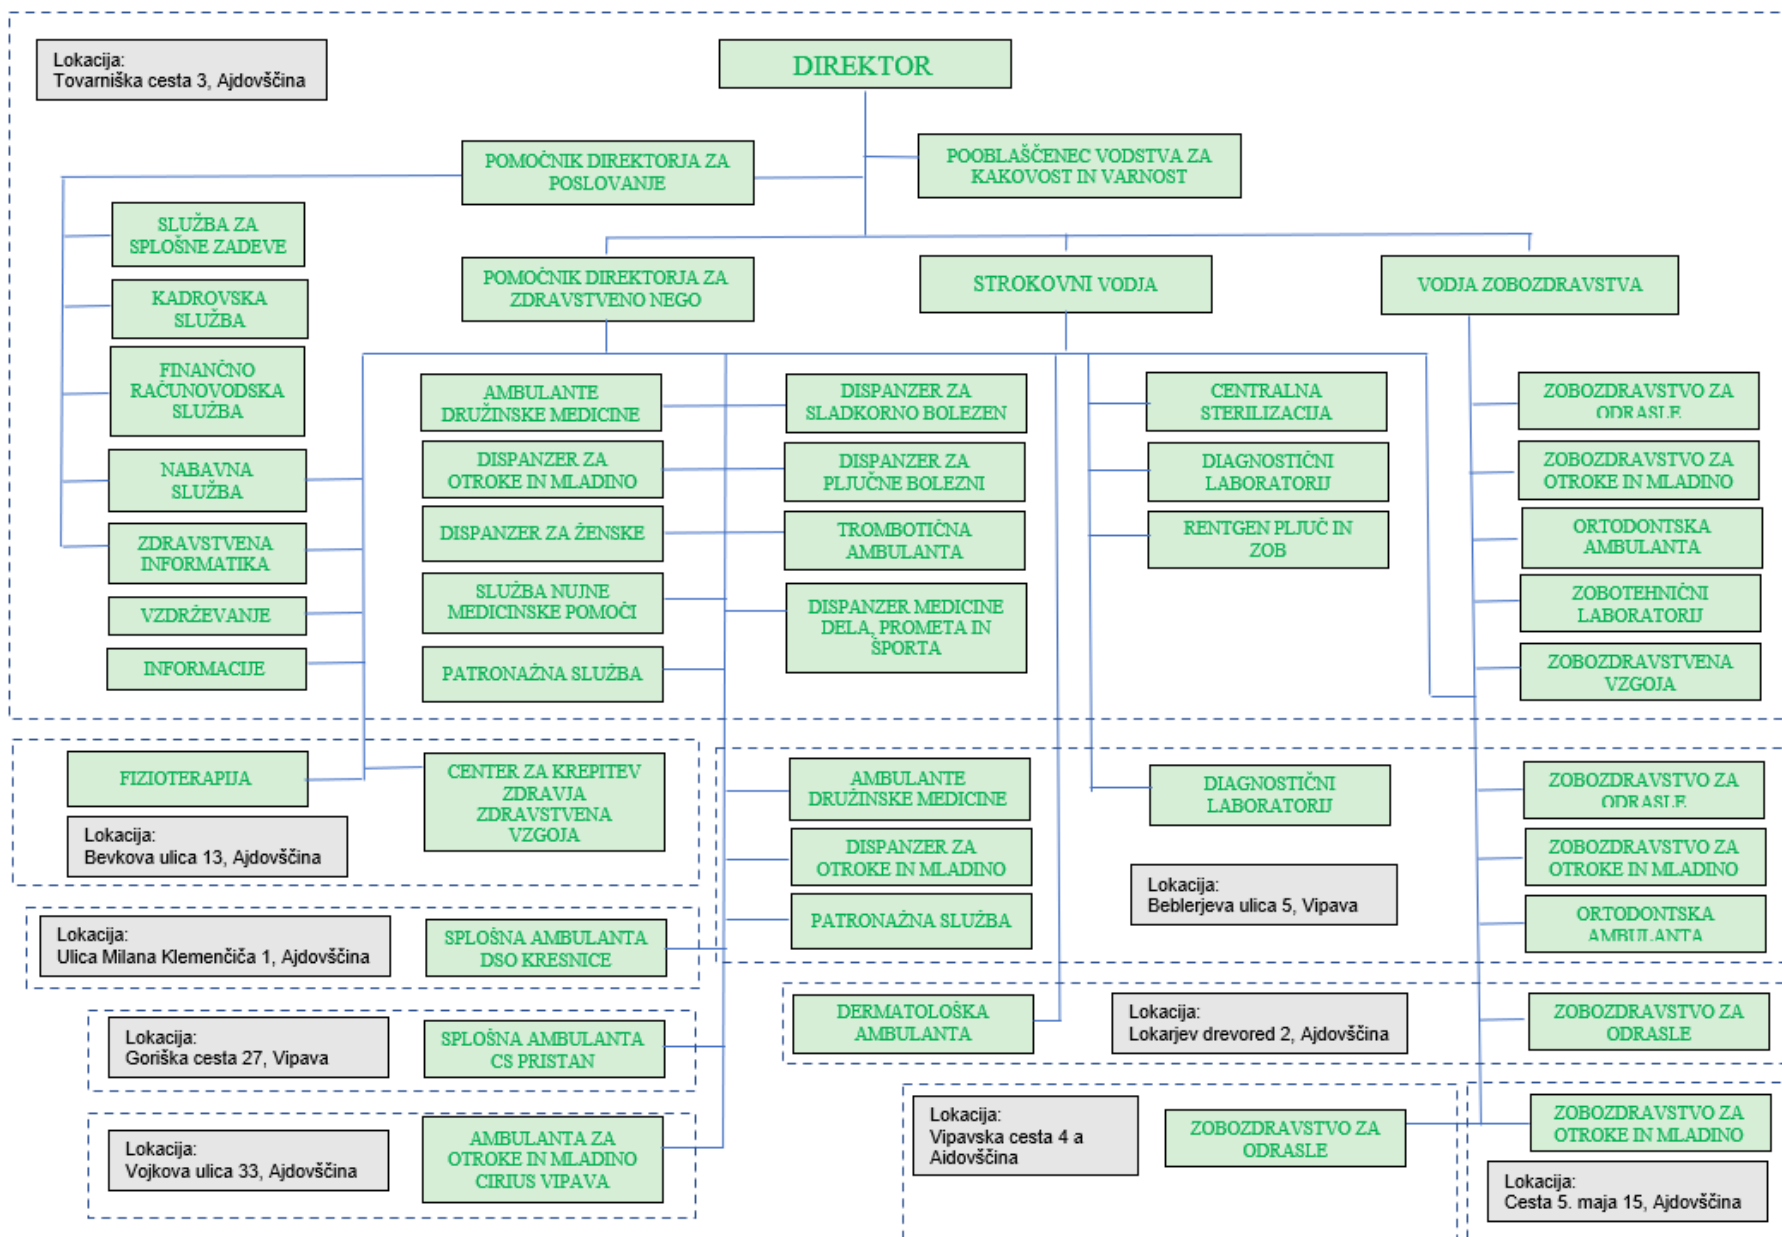 Lokacija:
Tovarniška cesta 3, Ajdovščina
DIREKTOR
POMOČNIK DIREKTORJA ZA
POSLOVANJE
POOBLAŠČENEC VODSTVA ZA
KAKOVOST IN VARNOST
SLUŽBA ZA
SPLOŠNE ZADEVE
KADROVSKA
SLUŽBA
FINANČNO
RAČUNOVODSKA
SLUŽBA
NABAVNA
SLUŽBA
ZDRAVSTVENA
INFORMATIKA
VZDRŽEVANJE
INFORMACIJE
POMOČNIK DIREKTORJA ZA
ZDRAVSTVENO NEGO
STROKOVNI VODJA
VODJA ZOBOZDRAVSTVA
AMBULANTE
DRUŽINSKE MEDICINE
DISPANZER ZA
OTROKE IN MLADINO
DISPANZER ZA ŽENSKE
SLUŽBA NUJNE
MEDICINSKE POMOČI
PATRONAŽNA SLUŽBA
DISPANZER ZA
SLADKORNO BOLEZEN
DISPANZER ZA
PLJUČNE BOLEZNI
TROMBOTIČNA
AMBULANTA
DISPANZER MEDICINE
DELA, PROMETA IN
ŠPORTA
CENTRALNA
STERILIZACIJA
DIAGNOSTIČNI
LABORATORIJ
RENTGEN PLJUČ IN
ZOB
ZOBOZDRAVSTVO ZA
ODRASLE
ZOBOZDRAVSTVO ZA
OTROKE IN MLADINO
ORTODONTSKA
AMBULANTA
ZOBOTEHNIČNI
LABORATORIJ
ZOBOZDRAVSTVENA
VZGOJA
FIZIOTERAPIJA
CENTER ZA KREPITEV
ZDRAVJA
ZDRAVSTVENA
VZGOJA
Lokacija:
Bevkova ulica 13, Ajdovščina
AMBULANTE
DRUŽINSKE MEDICINE
DISPANZER ZA
OTROKE IN MLADINO
PATRONAŽNA SLUŽBA
DIAGNOSTIČNI
LABORATORIJ
Lokacija:
Beblerjeva ulica 5, Vipava
ZOBOZDRAVSTVO ZA
ODRASLE
ZOBOZDRAVSTVO ZA
OTROKE IN MLADINO
ORTODONTSKA
AMBULANTA
Lokacija:
Ulica Milana Klemenčiča 1, Ajdovščina
SPLOŠNA AMBULANTA
DSO KRESNICE
DERMATOLOŠKA
AMBULANTA
Lokacija:
Lokarjev drevored 2, Ajdovščina
ZOBOZDRAVSTVO ZA
ODRASLE
Lokacija:
Goriška cesta 27, Vipava
SPLOŠNA AMBULANTA
CS PRISTAN
Lokacija:
Vojkova ulica 33, Ajdovščina
AMBULANTA ZA
OTROKE IN MLADINO
CIRIUS VIPAVA
Lokacija:
Vipavska cesta 4 a
Ajdovščina
ZOBOZDRAVSTVO ZA
ODRASLE
ZOBOZDRAVSTVO ZA
OTROKE IN MLADINO
Lokacija:
Cesta 5. maja 15, Ajdovščina